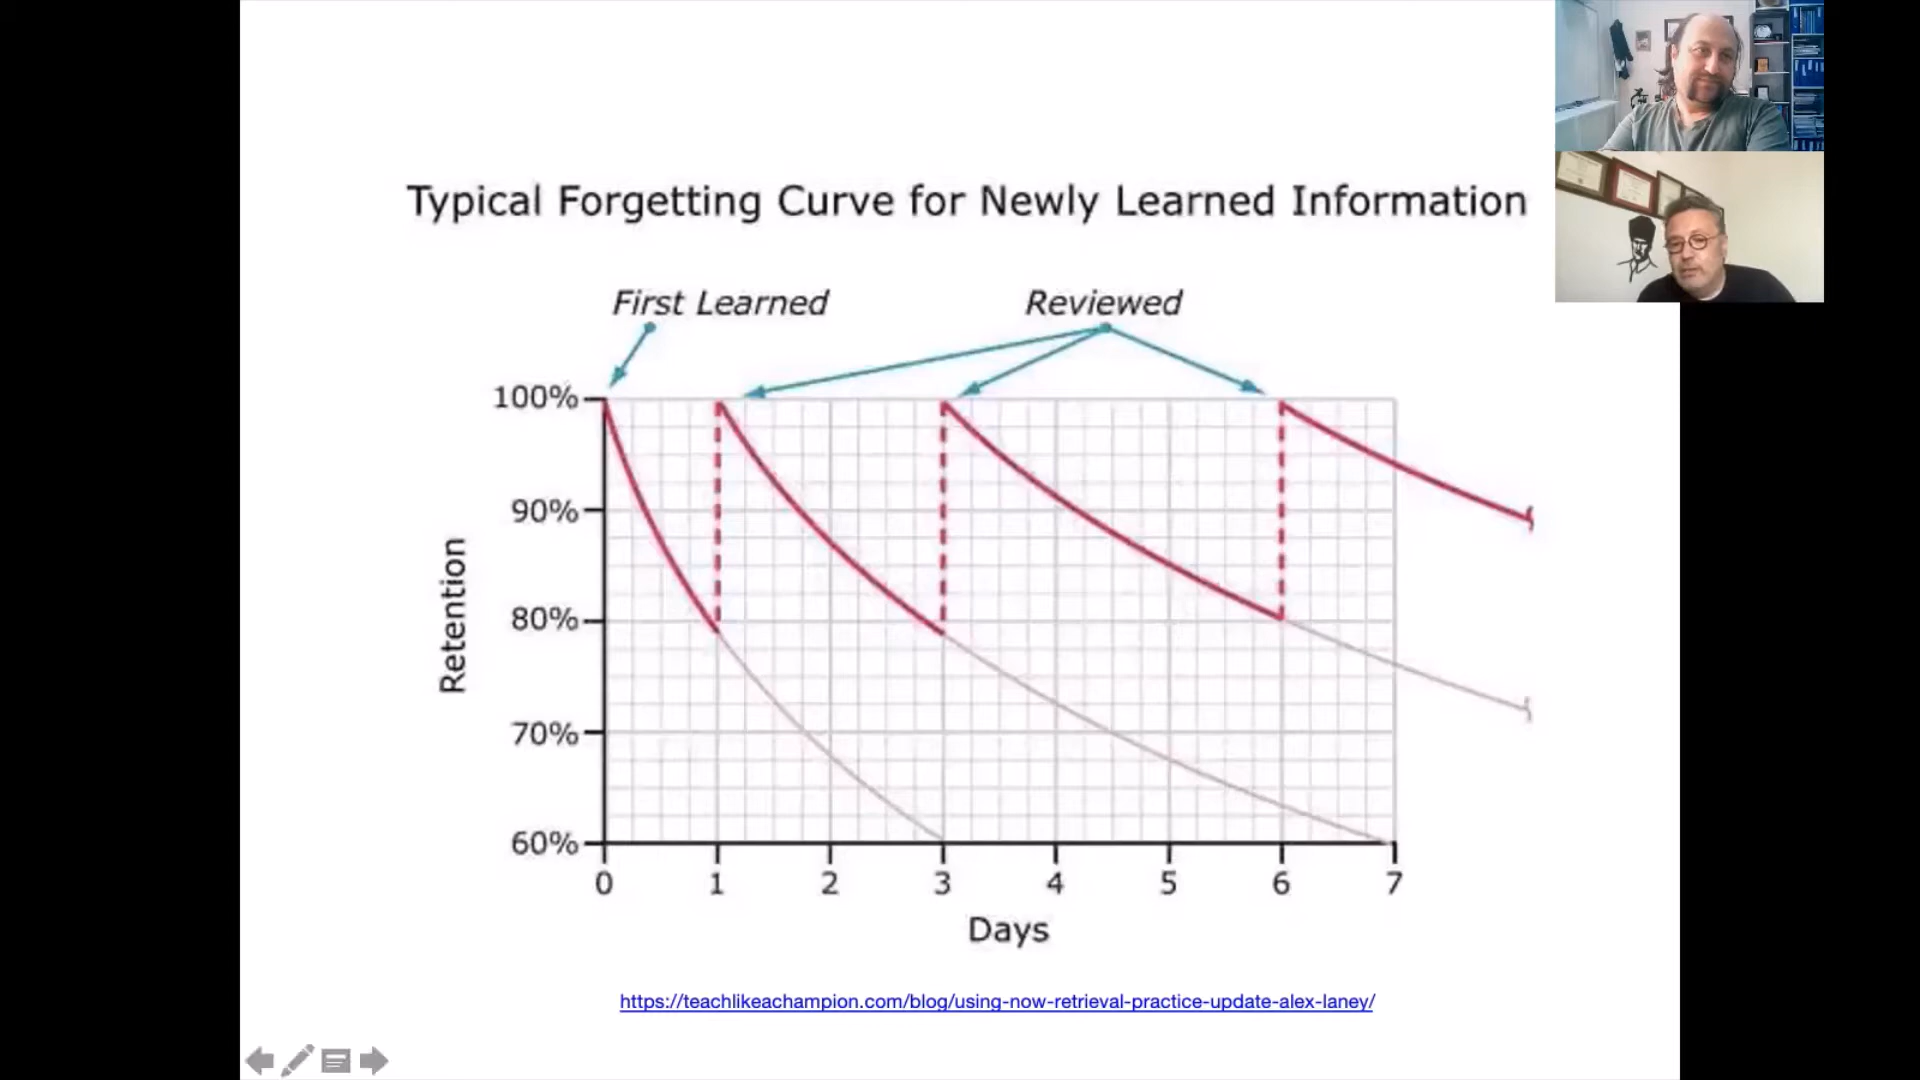 Typical Forgetting Curve for Newly Learned Information
First Learned
Reviewed
100%
90%
80%
70%
60%
Retention
0 1 2 3 4 5 6 7
Days
https://teachlikeachampion.com/blog/using-now-retrieval-practice-update-alex-laney/